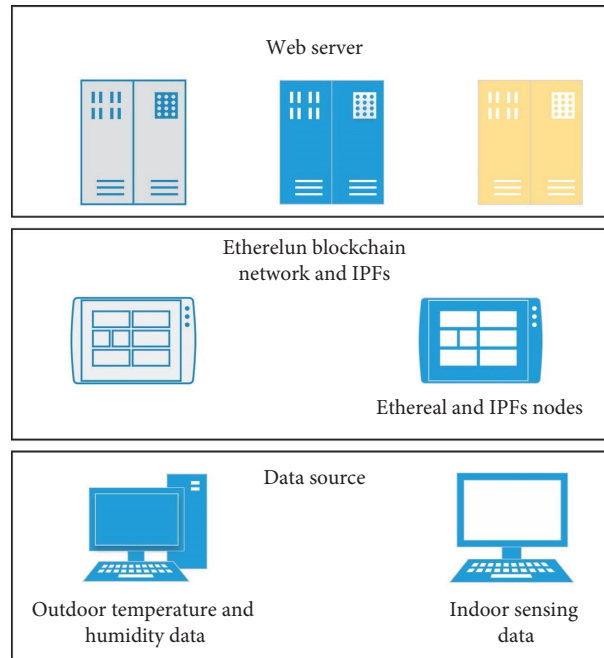 Web server
Etherelun blockchain
network and IPFs
Ethereal and IPFs nodes
Data source
Outdoor temperature and
humidity data
Indoor sensing
data